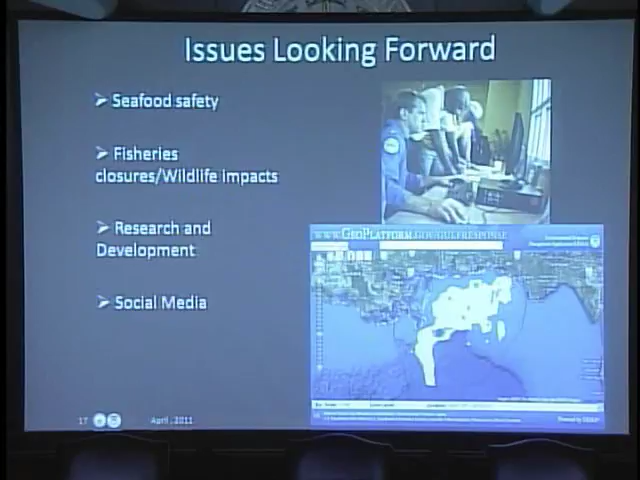 Issues Looking Forward
➢ Seafood safety
➢ Fisheries
closures/Wildlife impacts
➢ Research and
Development
➢ Social Media
www.GeoPlatform.gov/gulfresponse
17
April, 2011